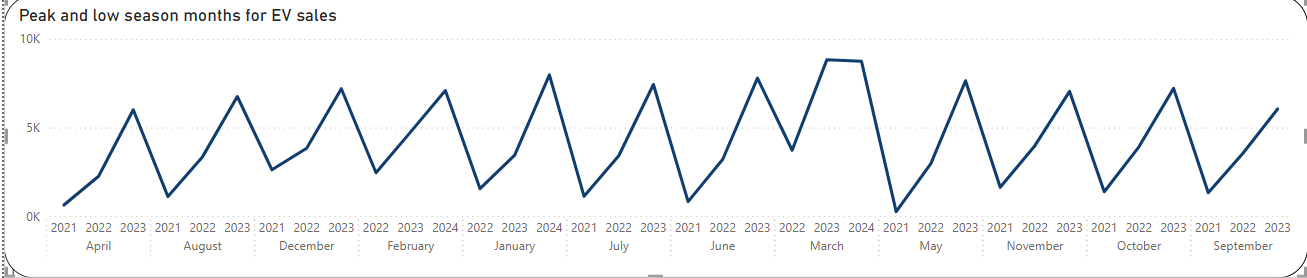 Peak and low season months for EV sales
10K
5K
0K
2021 2022 2023 2021 2022 2023 2021 2022 2023 2022 2023 2024 2022 2023 2024 2021 2022 2023 2021 2022 2023 2022 2023 2024 2021 2022 2023 2021 2022 2023 2021 2022 2023 2021 2022 2023
April August December February January July June March May November October September